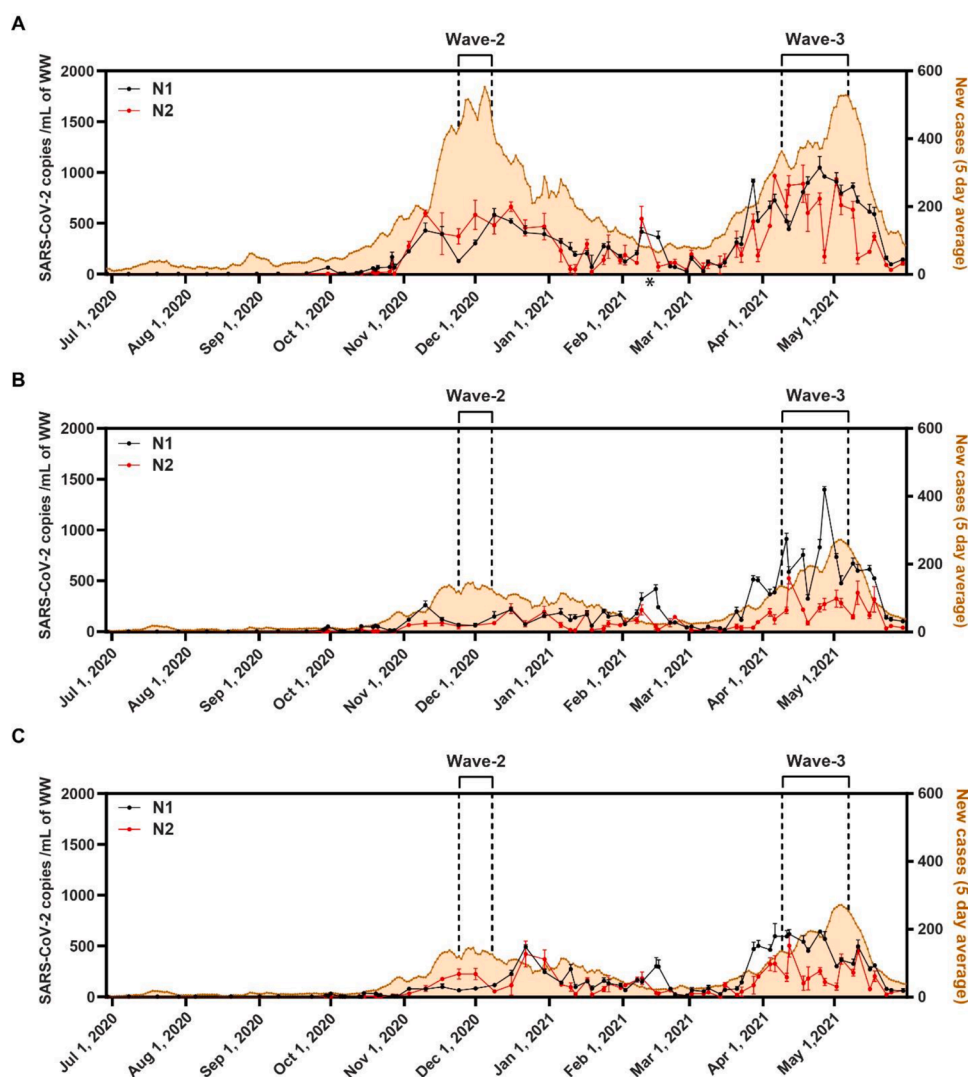 A
Wave-2
Wave-3
SARS-CoV-2 copies /mL of WW
2000
1500
1000
500
0
N1
N2
600
400
200
0
New cases (5 day average)
*
Jul 1, 2020
Aug 1, 2020
Sep 1, 2020
Oct 1, 2020
Nov 1, 2020
Dec 1, 2020
Jan 1, 2021
Feb 1, 2021
Mar 1, 2021
Apr 1, 2021
May 1,2021
B
Wave-2
Wave-3
SARS-CoV-2 copies /mL of WW
2000
1500
1000
500
0
N1
N2
600
400
200
0
New cases (5 day average)
Jul 1, 2020
Aug 1, 2020
Sep 1, 2020
Oct 1, 2020
Nov 1, 2020
Dec 1, 2020
Jan 1, 2021
Feb 1, 2021
Mar 1, 2021
Apr 1, 2021
May 1,2021
C
Wave-2
Wave-3
SARS-CoV-2 copies /mL of WW
2000
1500
1000
500
0
N1
N2
600
400
200
0
New cases (5 day average)
Jul 1, 2020
Aug 1, 2020
Sep 1, 2020
Oct 1, 2020
Nov 1, 2020
Dec 1, 2020
Jan 1, 2021
Feb 1, 2021
Mar 1, 2021
Apr 1, 2021
May 1,2021